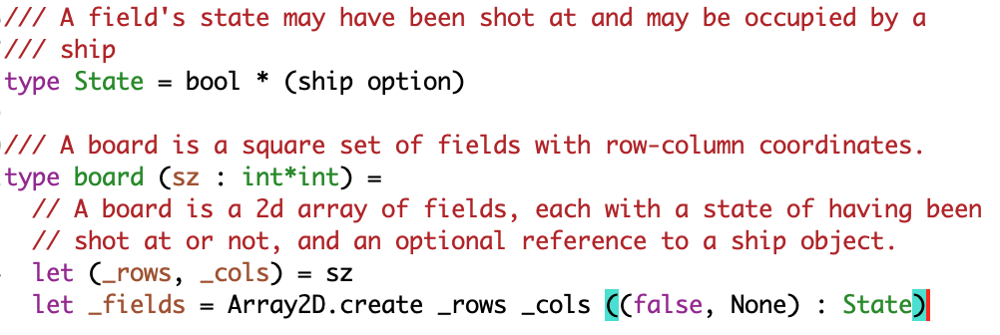 /// A field's state may have been shot at and may be occupied by a
/// ship
type State = bool * (ship option)
/// A board is a square set of fields with row-column coordinates.
type board (sz : int*int) =
// A board is a 2d array of fields, each with a state of having been
// shot at or not, and an optional reference to a ship object.
let (_rows, _cols) = sz
let _fields = Array2D.create _rows _cols ((false, None) : State)